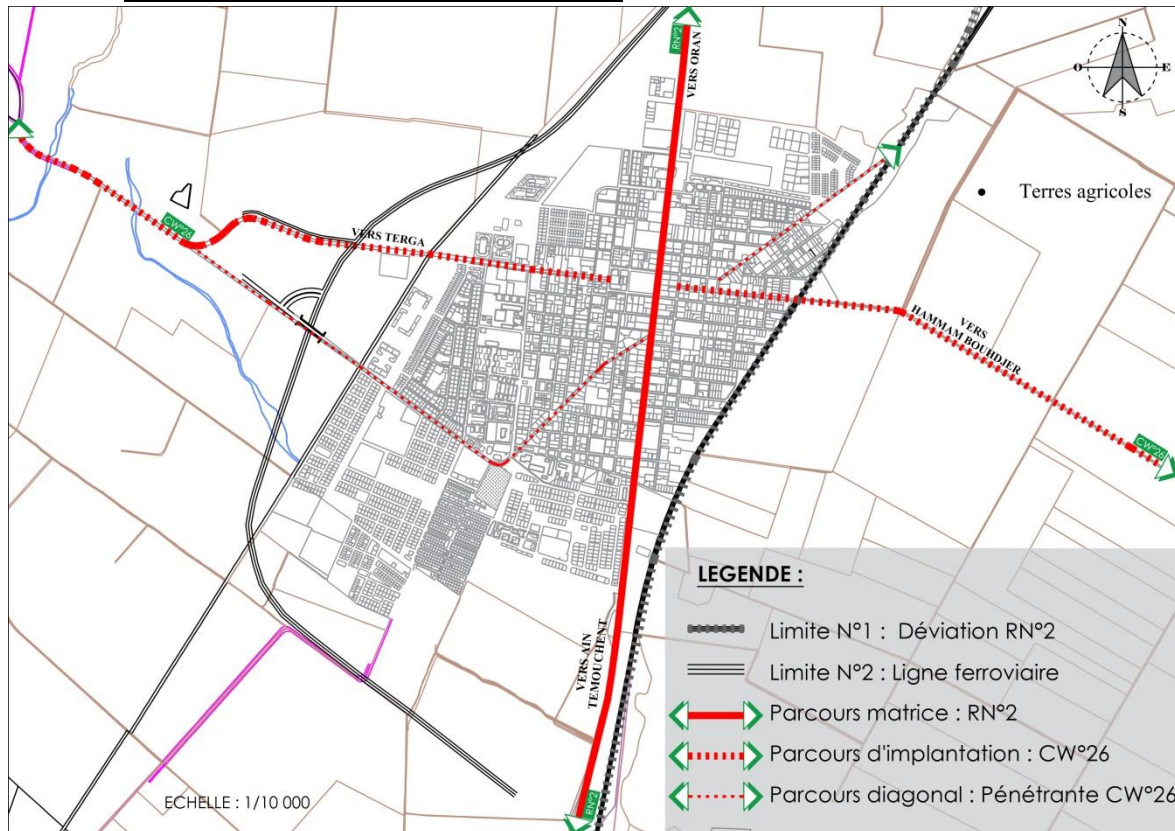 RN°2
VERS ORAN
N
O
E
S
Terres agricoles
CW°26
VERS TERGA
VERS
HAMMAM BOUHDJER
CW°26
VERS AIN
TEMOUCHENT
RN°2
LEGENDE :
Limite N°1 : Déviation RN°2
Limite N°2 : Ligne ferroviaire
Parcours matrice : RN°2
Parcours d'implantation : CW°26
Parcours diagonal : Pénétrante CW°26
ECHELLE : 1/10 000